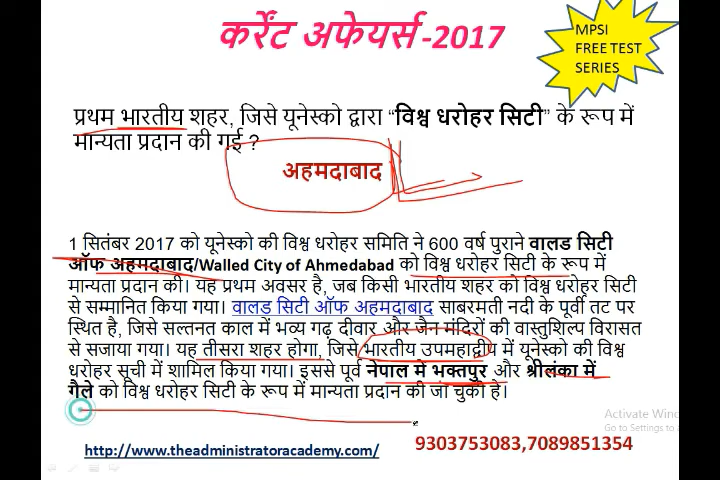 करेंट अफेयर्स-2017
MPSI
FREE TEST
SERIES
प्रथम भारतीय शहर, जिसे यूनेस्को द्वारा “विश्व धरोहर सिटी” के रूप में
मान्यता प्रदान की गई ?
अहमदाबाद
1 सितंबर 2017 को यूनेस्को की विश्व धरोहर समिति ने 600 वर्ष पुराने वालड सिटी
ऑफ अहमदाबाद/Walled City of Ahmedabad को विश्व धरोहर सिटी के रूप में
मान्यता प्रदान की। यह प्रथम अवसर है, जब किसी भारतीय शहर को विश्व धरोहर सिटी
से सम्मानित किया गया। वालड सिटी ऑफ अहमदाबाद साबरमती नदी के पूर्वी तट पर
स्थित है, जिसे सल्तनत काल में भव्य गढ़ दीवार और जैन मंदिरों की वास्तुशिल्प विरासत
से सजाया गया। यह तीसरा शहर होगा, जिसे भारतीय उपमहाद्वीप में यूनेस्को की विश्व
धरोहर सूची में शामिल किया गया। इससे पूर्व नेपाल में भक्तपुर और श्रीलंका में
गैले को विश्व धरोहर सिटी के रूप में मान्यता प्रदान की जा चुकी है।
Activate Wind
Go to Settings to a
http://www.theadministratoracademy.com/
9303753083,7089851354